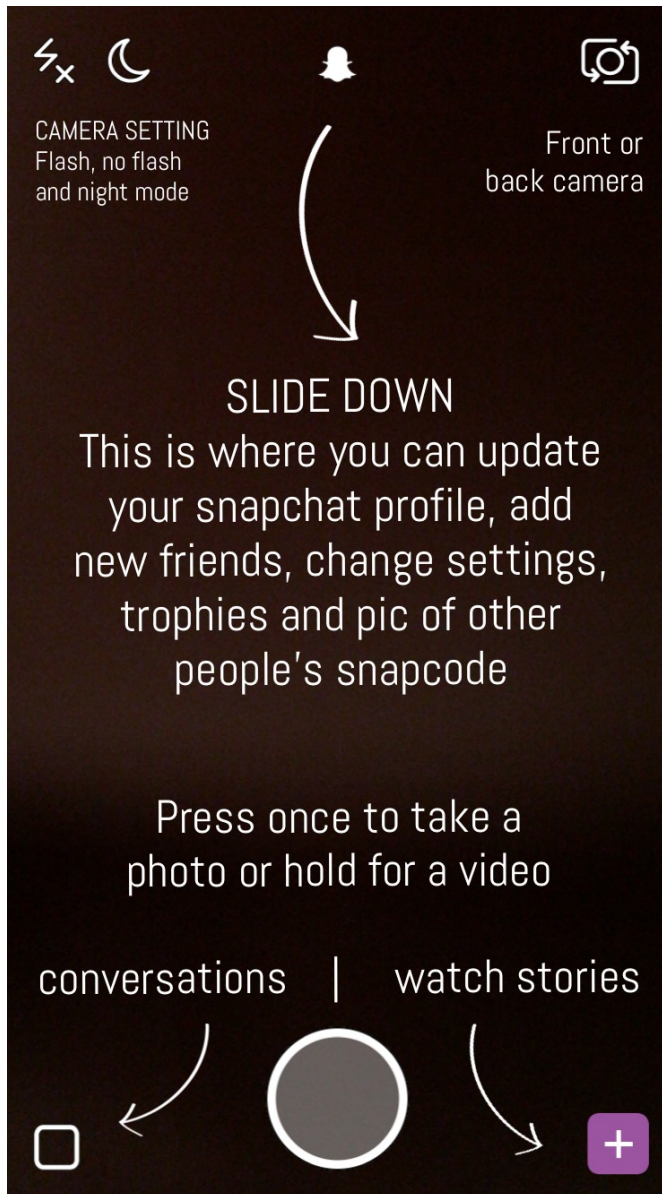 CAMERA SETTING
Flash, no flash
and night mode
Front or
back camera
SLIDE DOWN
This is where you can update
your snapchat profile, add
new friends, change settings,
trophies and pic of other
people's snapcode
Press once to take a
photo or hold for a video
conversations | watch stories